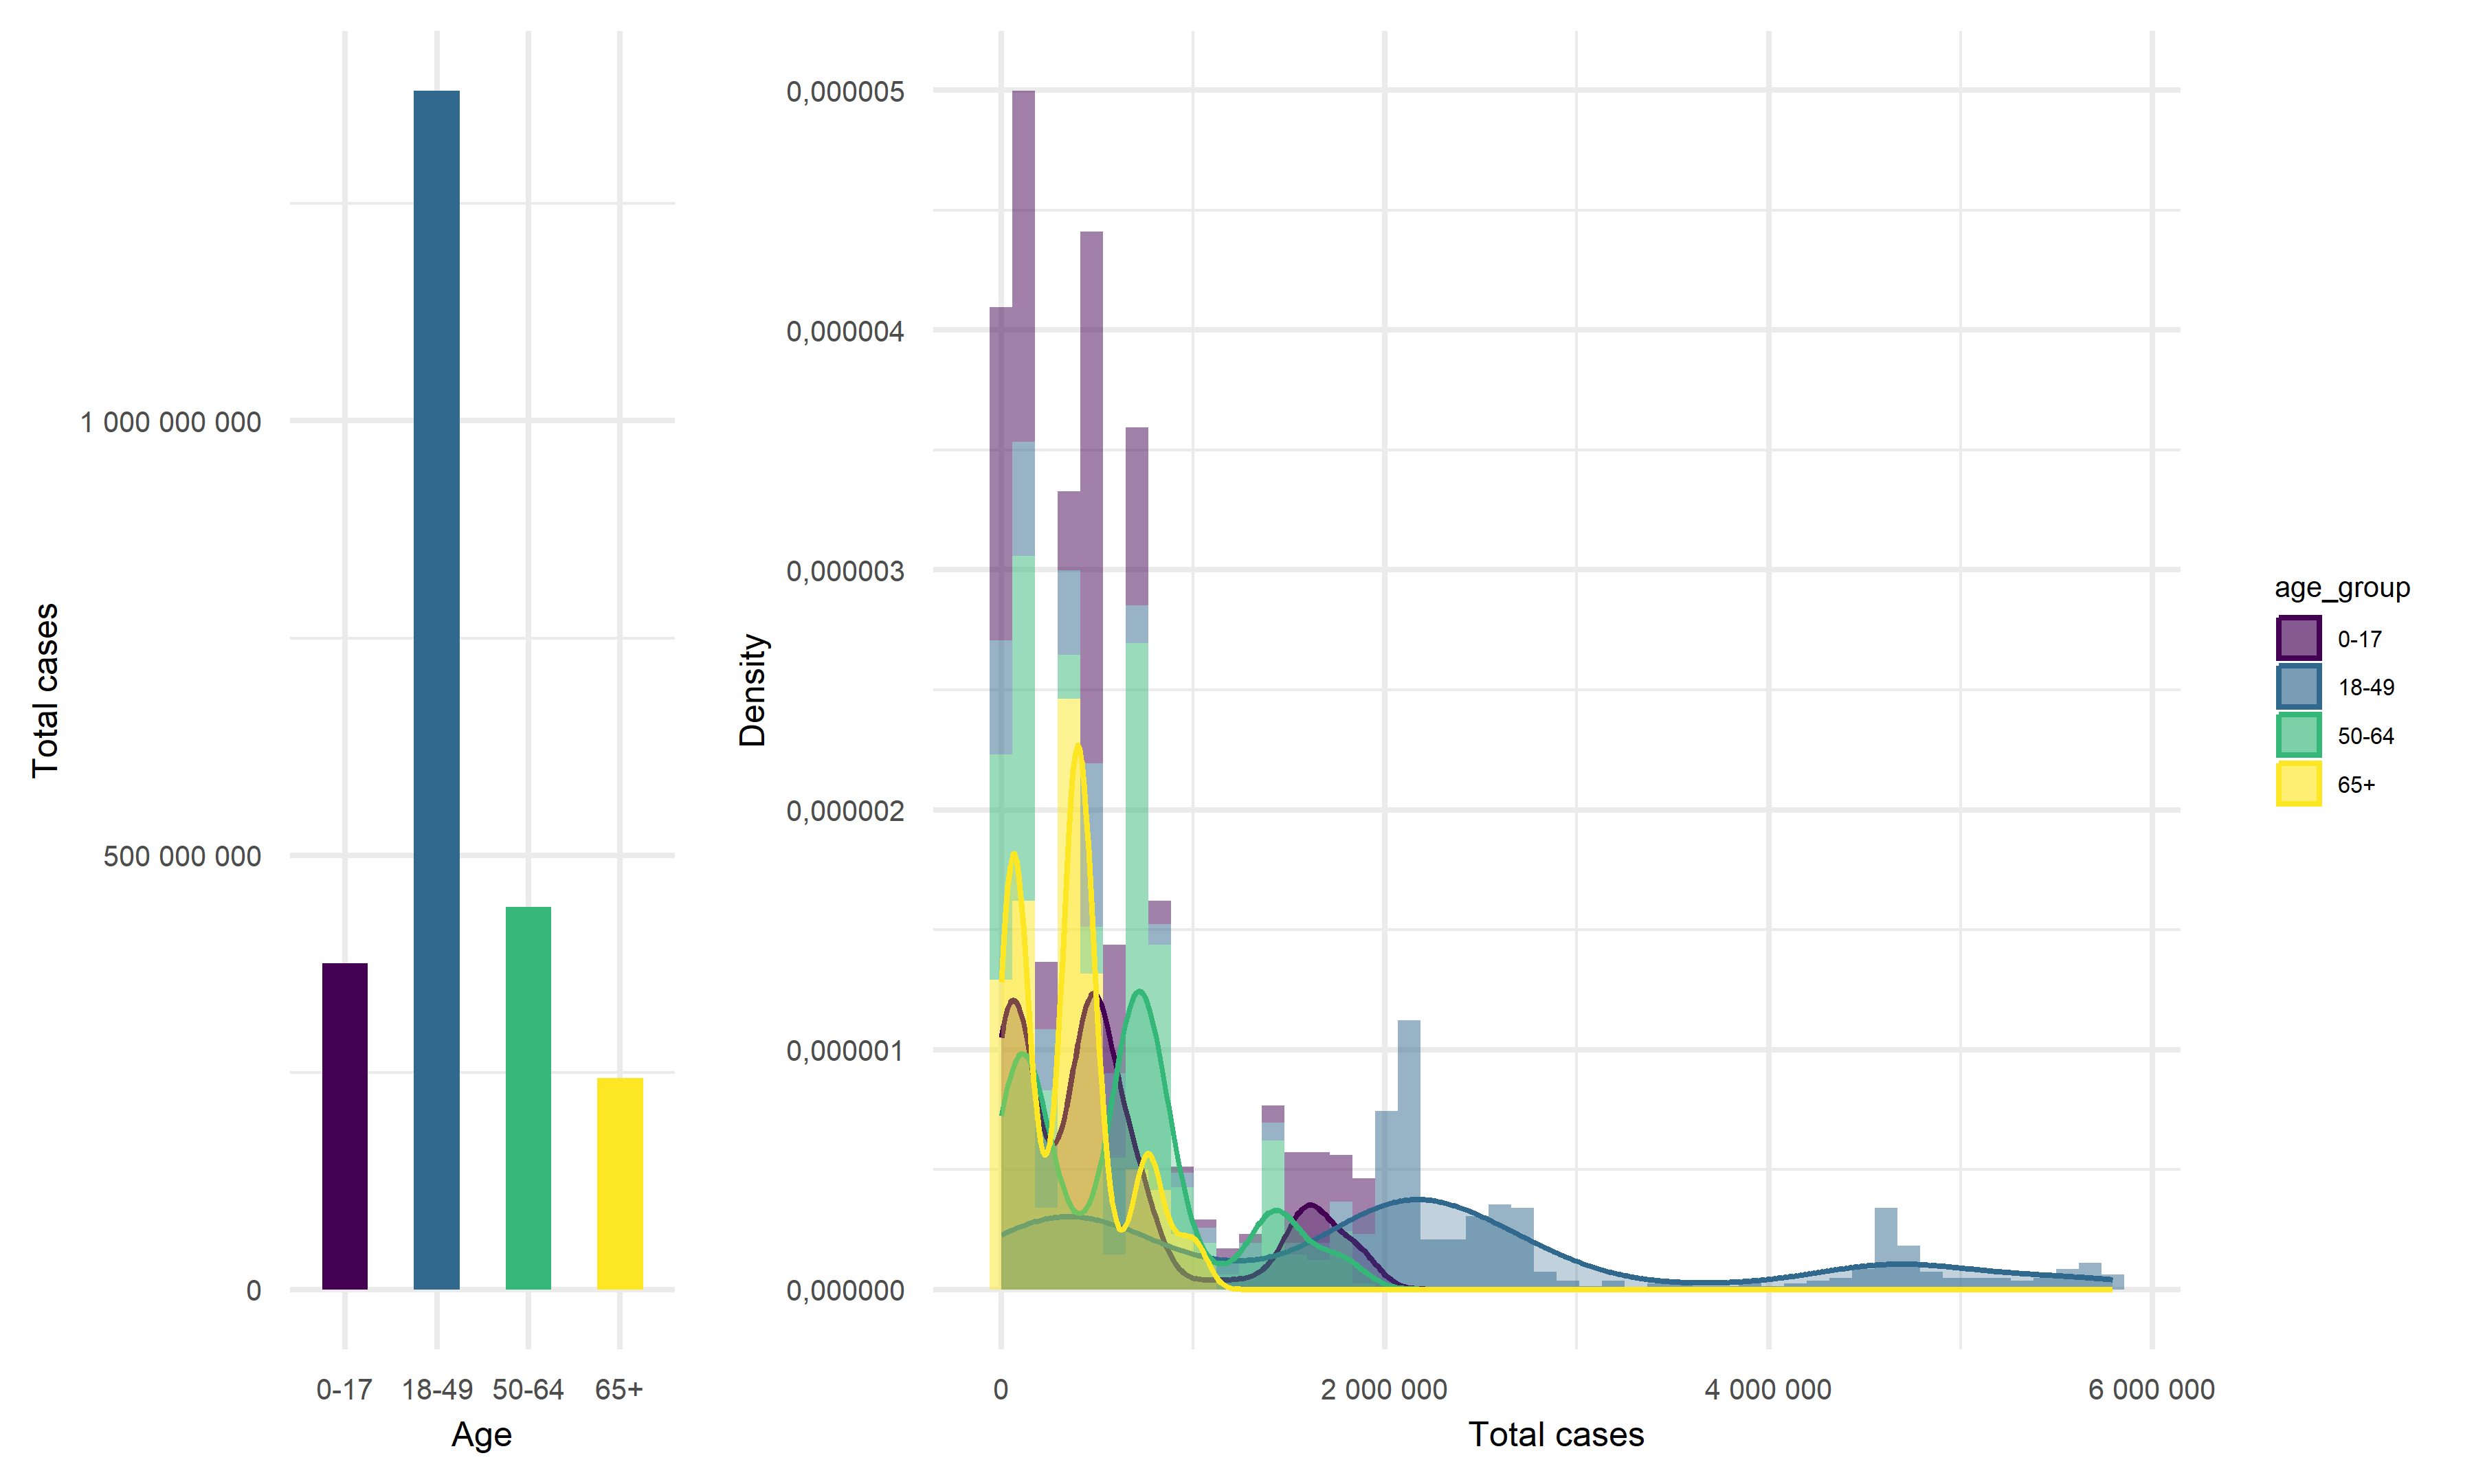 Total cases
1 000 000 000
500 000 000
0
0-17 18-49 50-64 65+
Age
Density
0,000005
0,000004
0,000003
0,000002
0,000001
0,000000
0 2 000 000 4 000 000 6 000 000
Total cases
age_group
0-17
18-49
50-64
65+